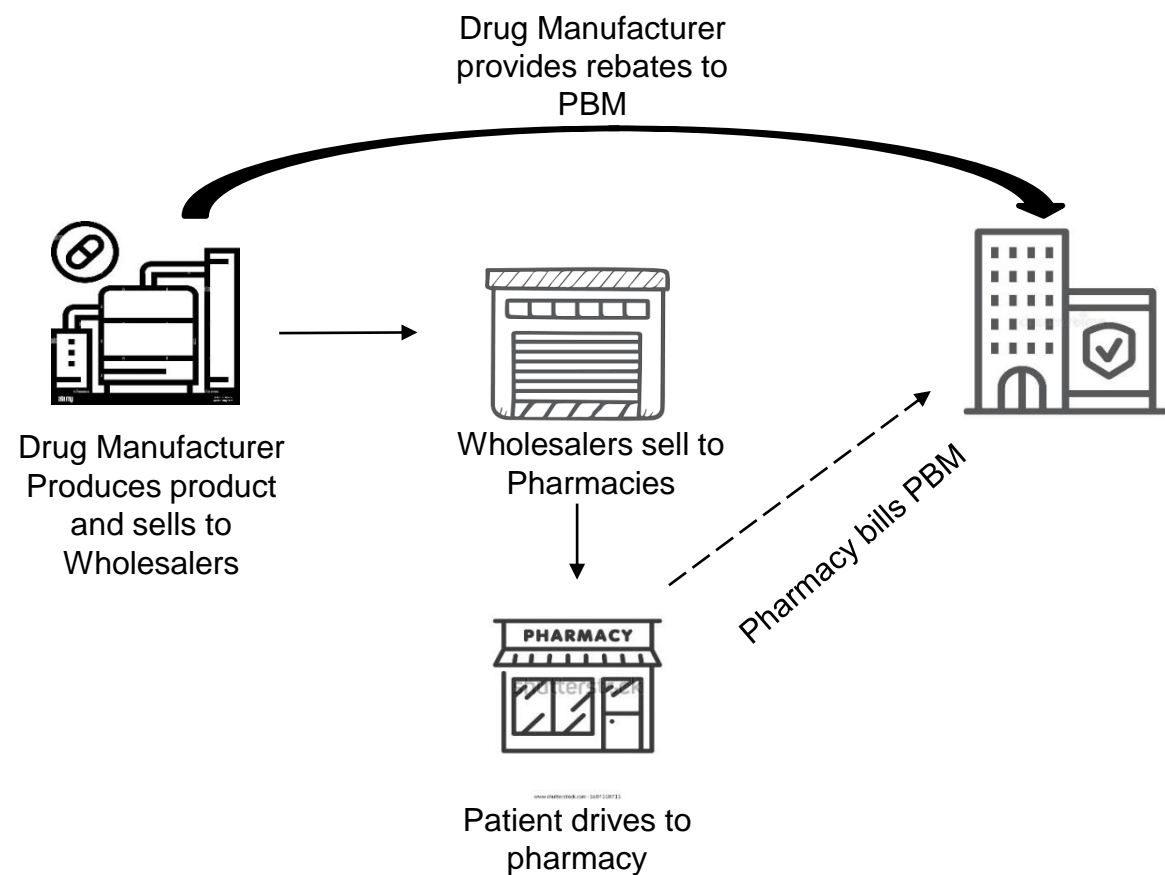 Drug Manufacturer
provides rebates to
PBM
Drug Manufacturer
Produces product
and sells to
Wholesalers
Wholesalers sell to
Pharmacies
Pharmacy bills PBM
PHARMACY
shutterstock
Patient drives to
pharmacy